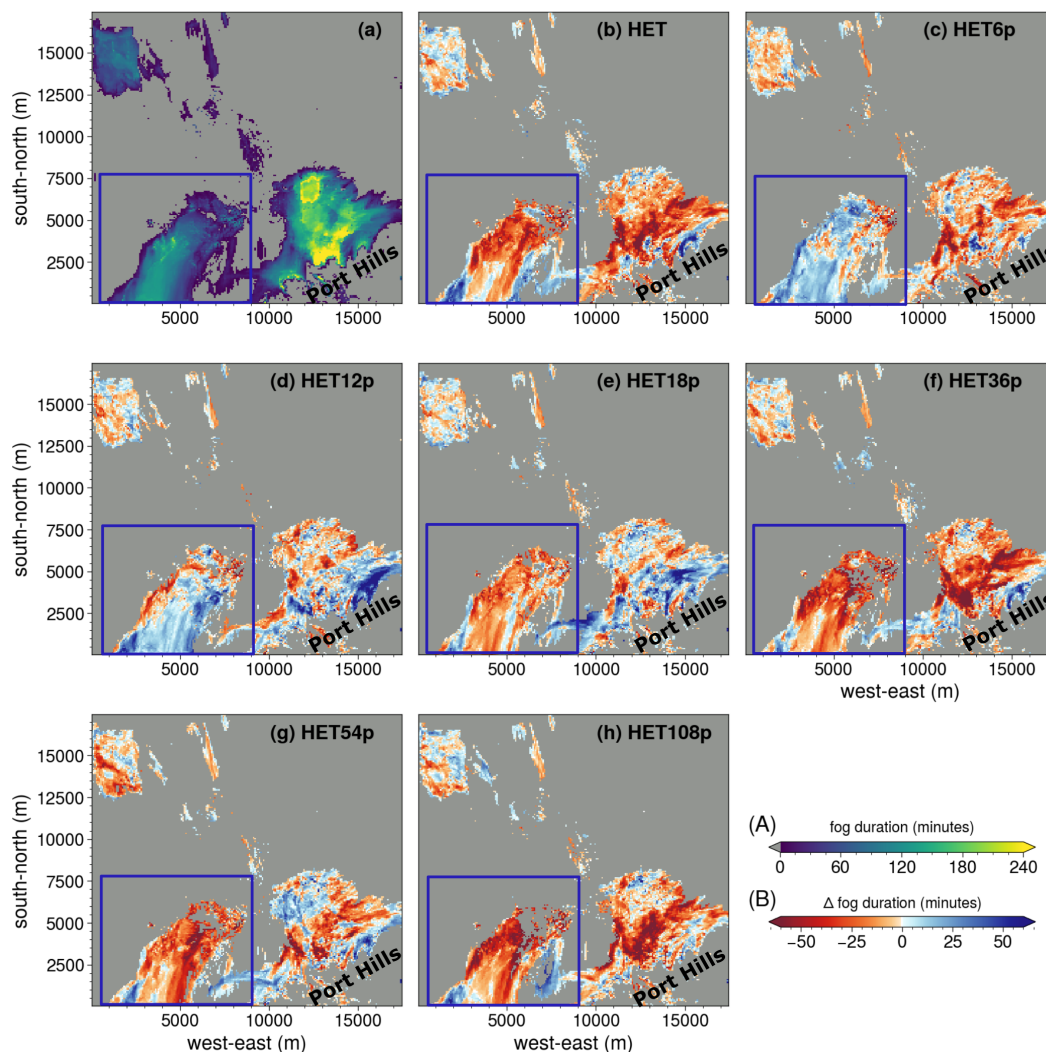 (a)
(b) HET
(c) HET6p
south-north (m)
15000
12500
10000
7500
5000
2500
Port Hills
Port Hills
Port Hills
5000 10000 15000
5000 10000 15000
5000 10000 15000
(d) HET12p
(e) HET18p
(f) HET36p
south-north (m)
15000
12500
10000
7500
5000
2500
Port Hills
Port Hills
Port Hills
5000 10000 15000
5000 10000 15000
5000 10000 15000
west-east (m)
(g) HET54p
(h) HET108p
south-north (m)
15000
12500
10000
7500
5000
2500
Port Hills
Port Hills
5000 10000 15000
5000 10000 15000
west-east (m)
west-east (m)
(A) fog duration (minutes)
0 60 120 180 240
(B) Δ fog duration (minutes)
−50 −25 0 25 50